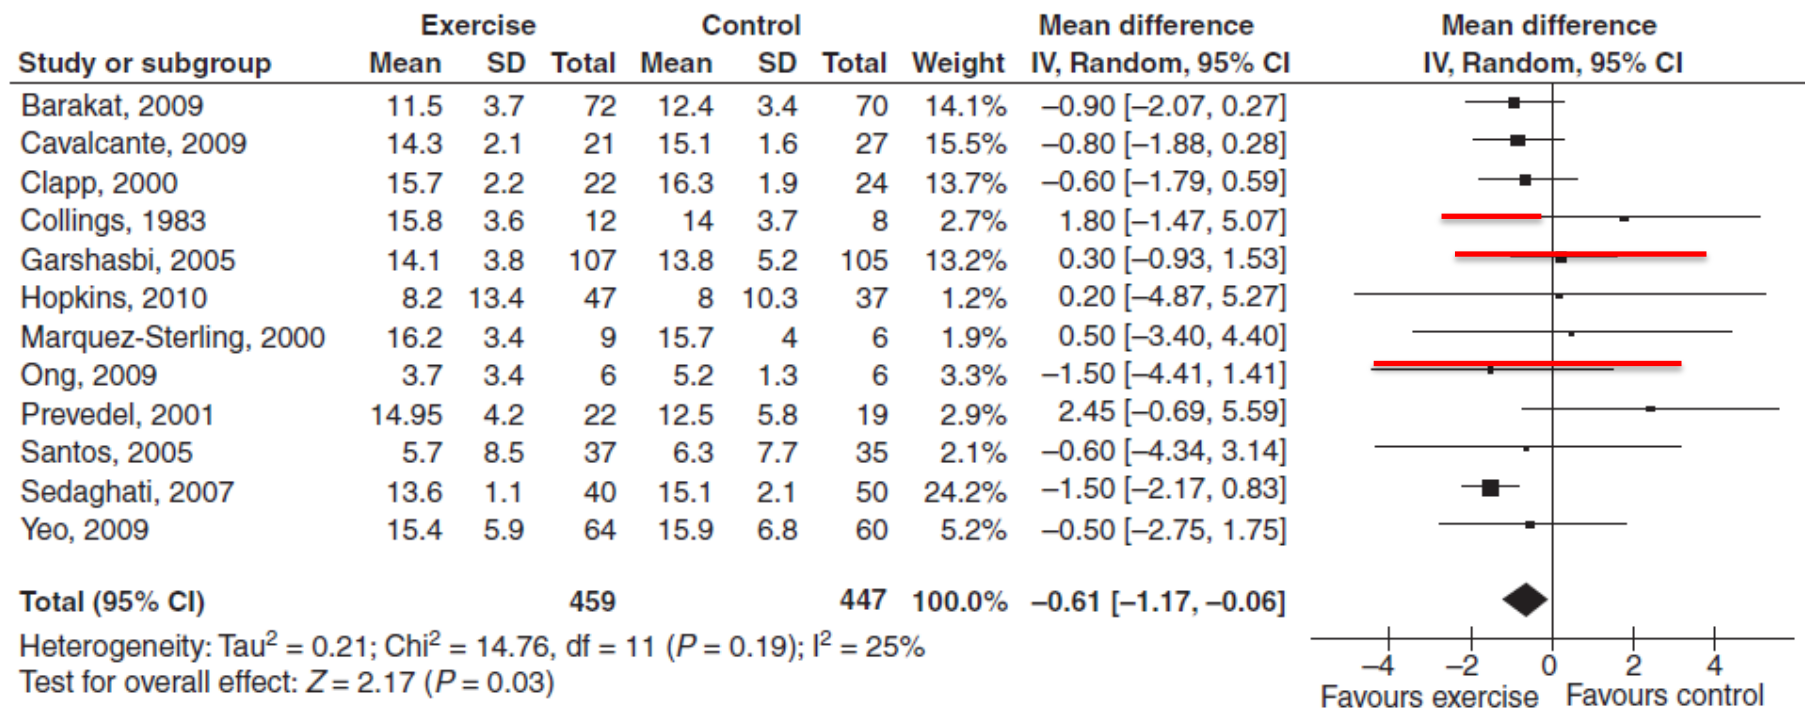 Exercise Control Mean difference Mean difference
Study or subgroup Mean SD Total Mean SD Total Weight IV, Random, 95% CI IV, Random, 95% CI
Barakat, 2009 11.5 3.7 72 12.4 3.4 70 14.1% −0.90 [−2.07, 0.27]
Cavalcante, 2009 14.3 2.1 21 15.1 1.6 27 15.5% −0.80 [−1.88, 0.28]
Clapp, 2000 15.7 2.2 22 16.3 1.9 24 13.7% −0.60 [−1.79, 0.59]
Collings, 1983 15.8 3.6 12 14 3.7 8 2.7% 1.80 [−1.47, 5.07]
Garshasbi, 2005 14.1 3.8 107 13.8 5.2 105 13.2% 0.30 [−0.93, 1.53]
Hopkins, 2010 8.2 13.4 47 8 10.3 37 1.2% 0.20 [−4.87, 5.27]
Marquez-Sterling, 2000 16.2 3.4 9 15.7 4 6 1.9% 0.50 [−3.40, 4.40]
Ong, 2009 3.7 3.4 6 5.2 1.3 6 3.3% −1.50 [−4.41, 1.41]
Prevedel, 2001 14.95 4.2 22 12.5 5.8 19 2.9% 2.45 [−0.69, 5.59]
Santos, 2005 5.7 8.5 37 6.3 7.7 35 2.1% −0.60 [−4.34, 3.14]
Sedaghati, 2007 13.6 1.1 40 15.1 2.1 50 24.2% −1.50 [−2.17, 0.83]
Yeo, 2009 15.4 5.9 64 15.9 6.8 60 5.2% −0.50 [−2.75, 1.75]
Total (95% CI) 459 447 100.0% −0.61 [−1.17, −0.06]
Heterogeneity: Tau² = 0.21; Chi² = 14.76, df = 11 (P = 0.19); I² = 25%
Test for overall effect: Z = 2.17 (P = 0.03)
−4 −2 0 2 4
Favours exercise Favours control